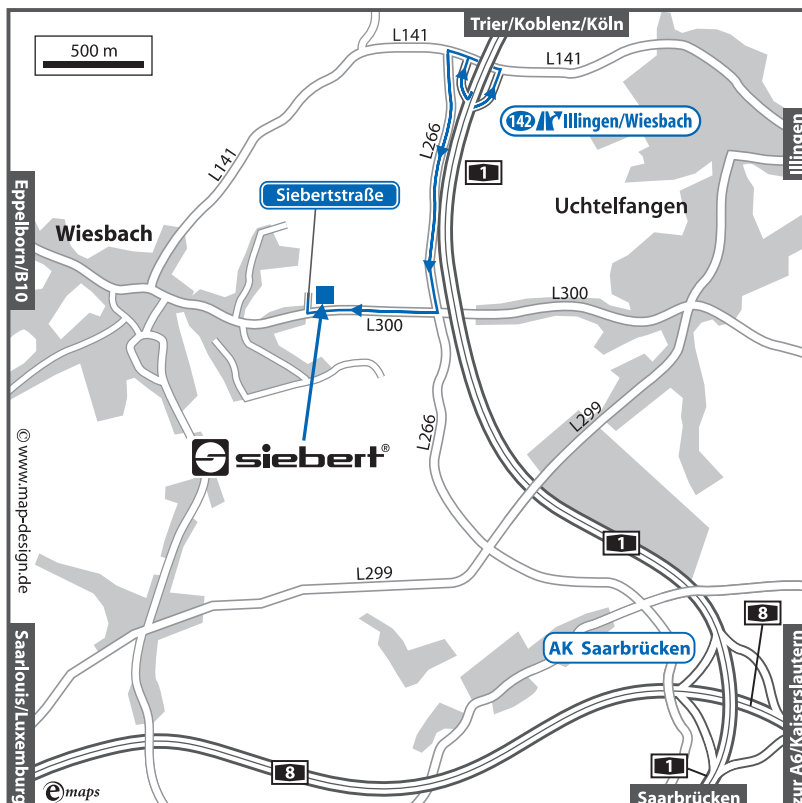 Trier/Koblenz/Köln
500 m
L141
L141
142 Illingen/Wiesbach
L266
L141
1
Illingen
Siebertstraße
Eppelborn/B10
Wiesbach
Uchtelfangen
L300
L300
L266
L299
siebert®
© www.map-design.de
1
L299
8
AK Saarbrücken
Saarlouis/Luxemburg
zur A6/Kaiserslautern
8
1
emaps
Saarbrücken